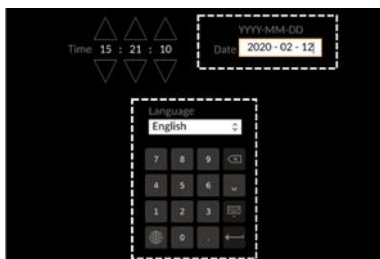 YYYY-MM-DD
Time 15 : 21 : 10
Date 2020 - 02 - 12
Language
English
7 8 9
4 5 6
1 2 3
0 .